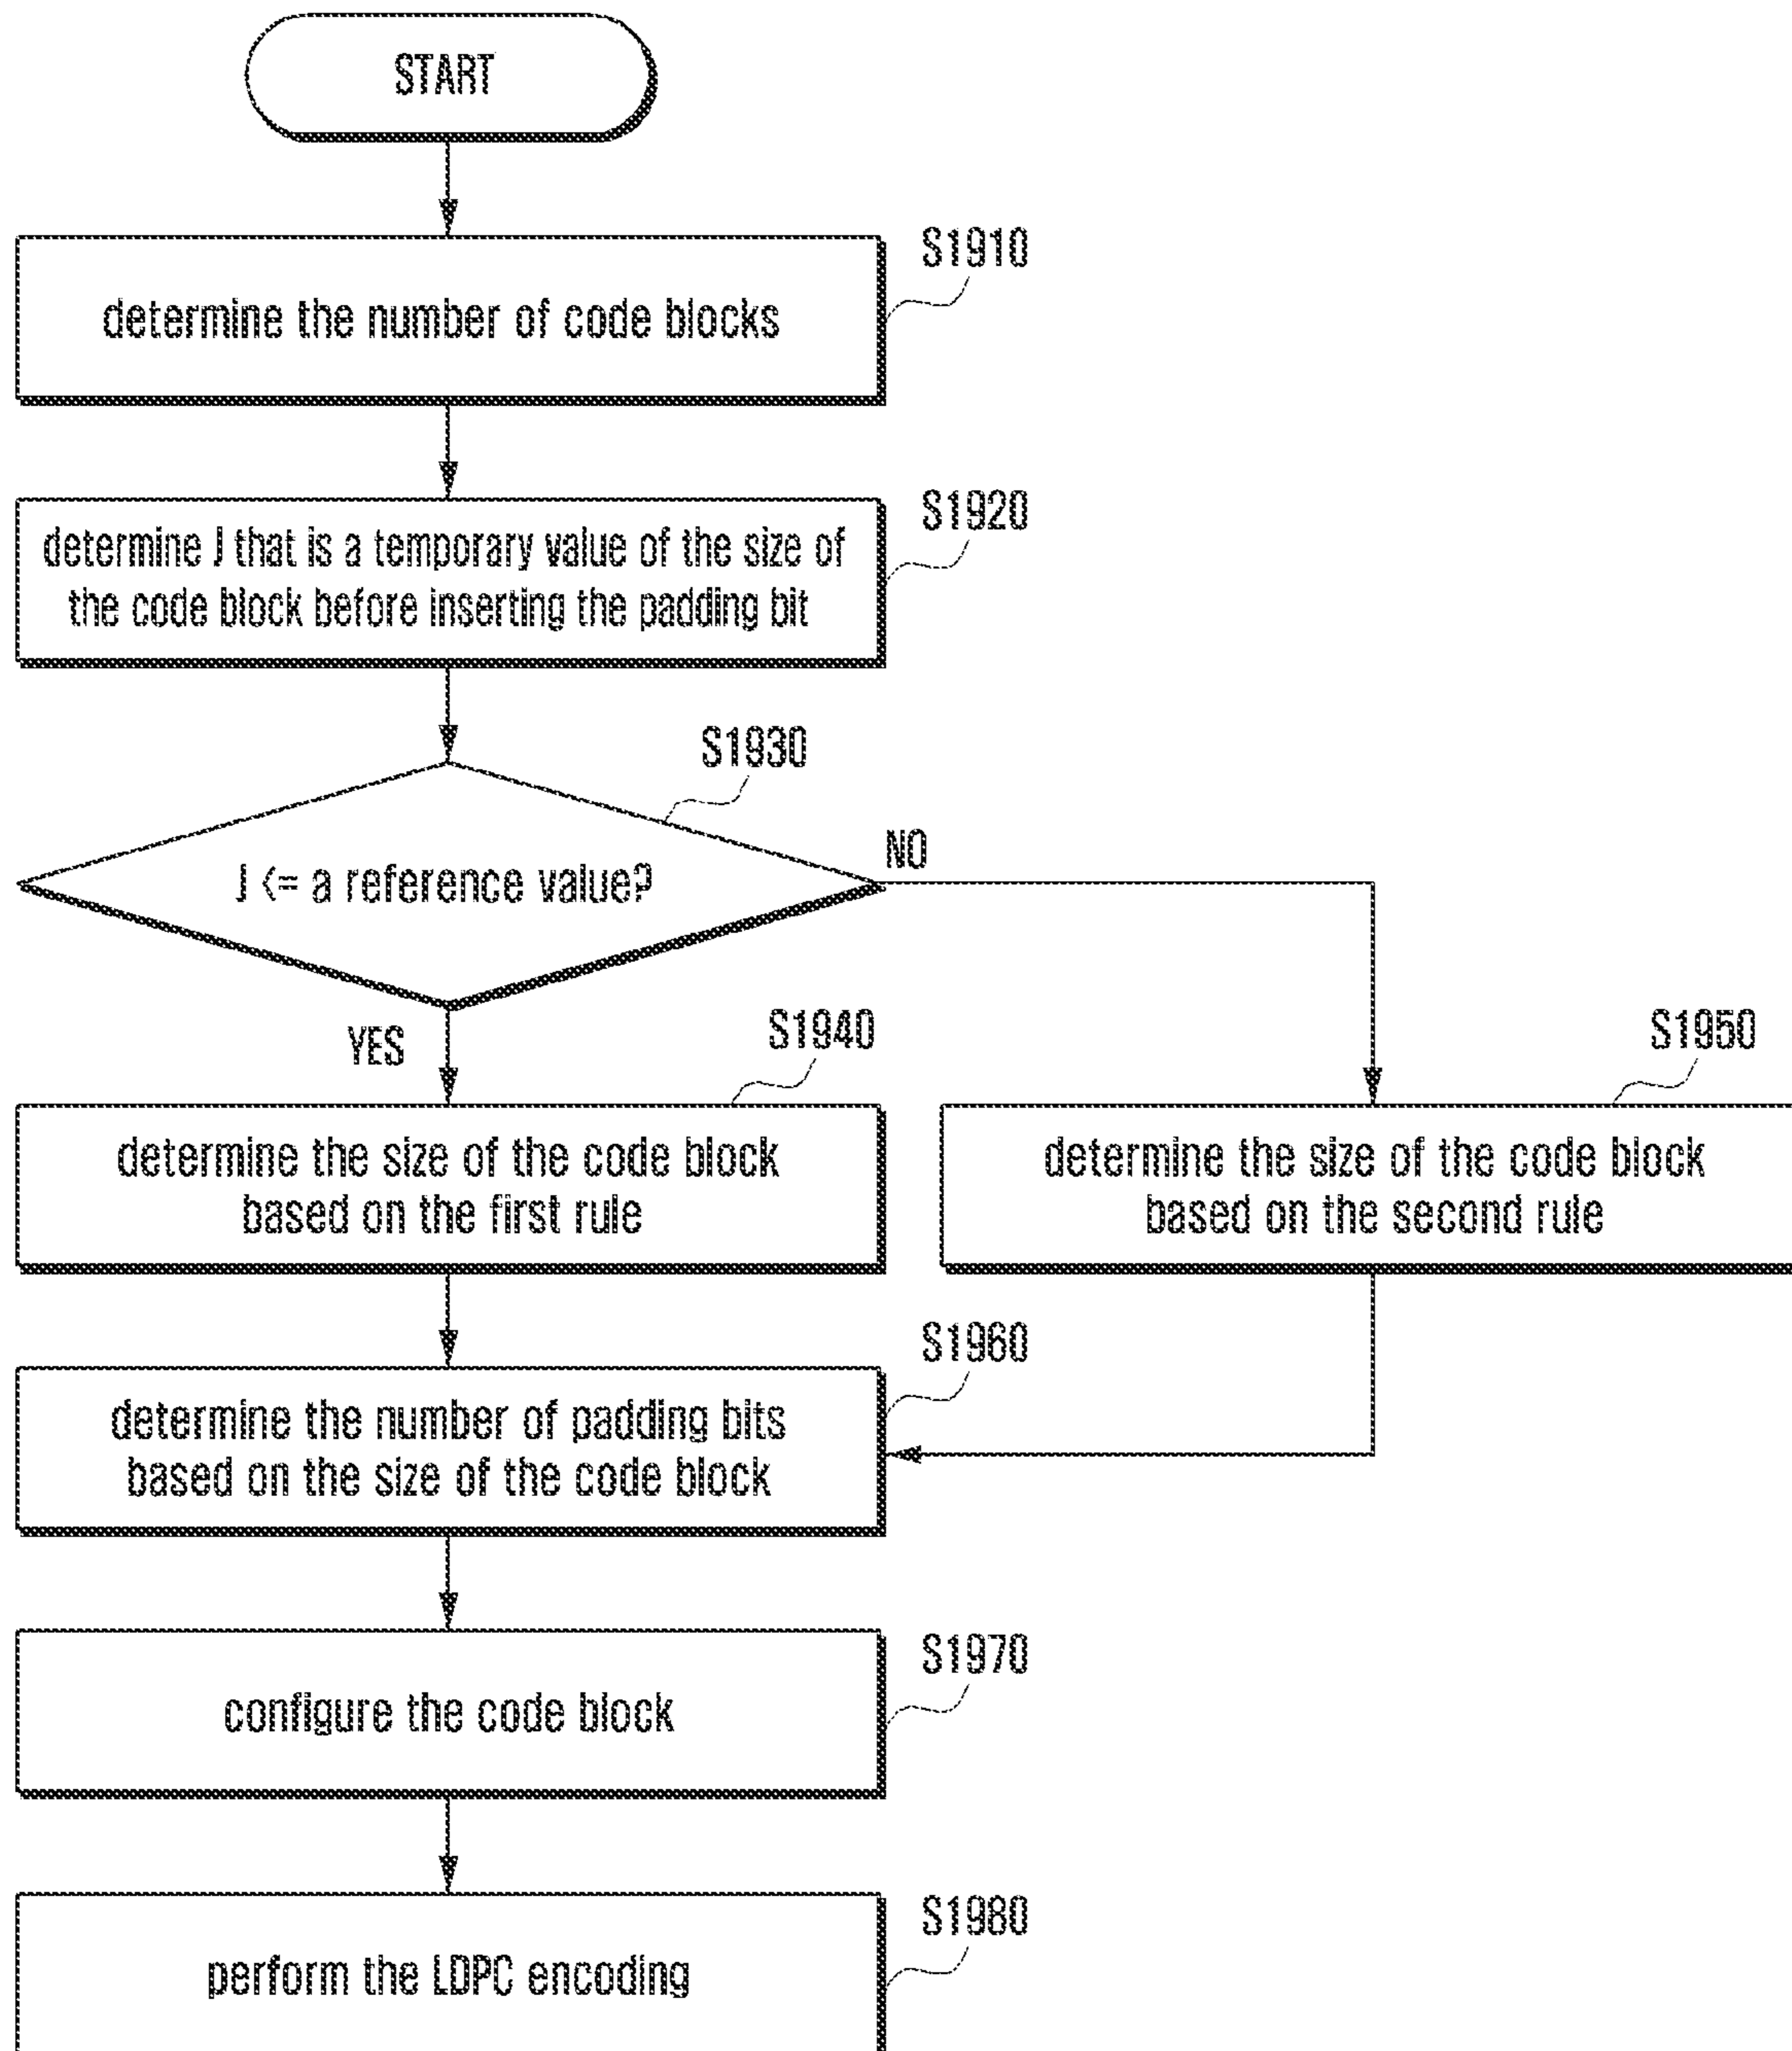 START
S1910
determine the number of code blocks
S1920
determine J that is a temporary value of the size of
the code block before inserting the padding bit
S1930
J <= a reference value?
NO
YES
S1940
determine the size of the code block
based on the first rule
S1950
determine the size of the code block
based on the second rule
S1960
determine the number of padding bits
based on the size of the code block
S1970
configure the code block
S1980
perform the LDPC encoding